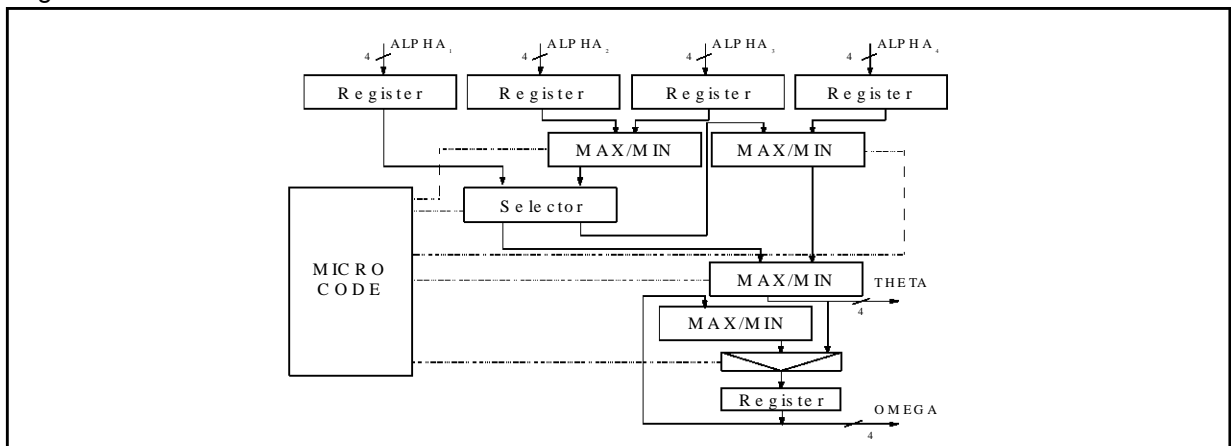 4 ALPHA₁ 4 ALPHA₂ 4 ALPHA₃ 4 ALPHA₄
Register Register Register Register
MAX/MIN MAX/MIN
Selector
MICRO
CODE
MAX/MIN
THETA
4
MAX/MIN
Register
OMEGA
4